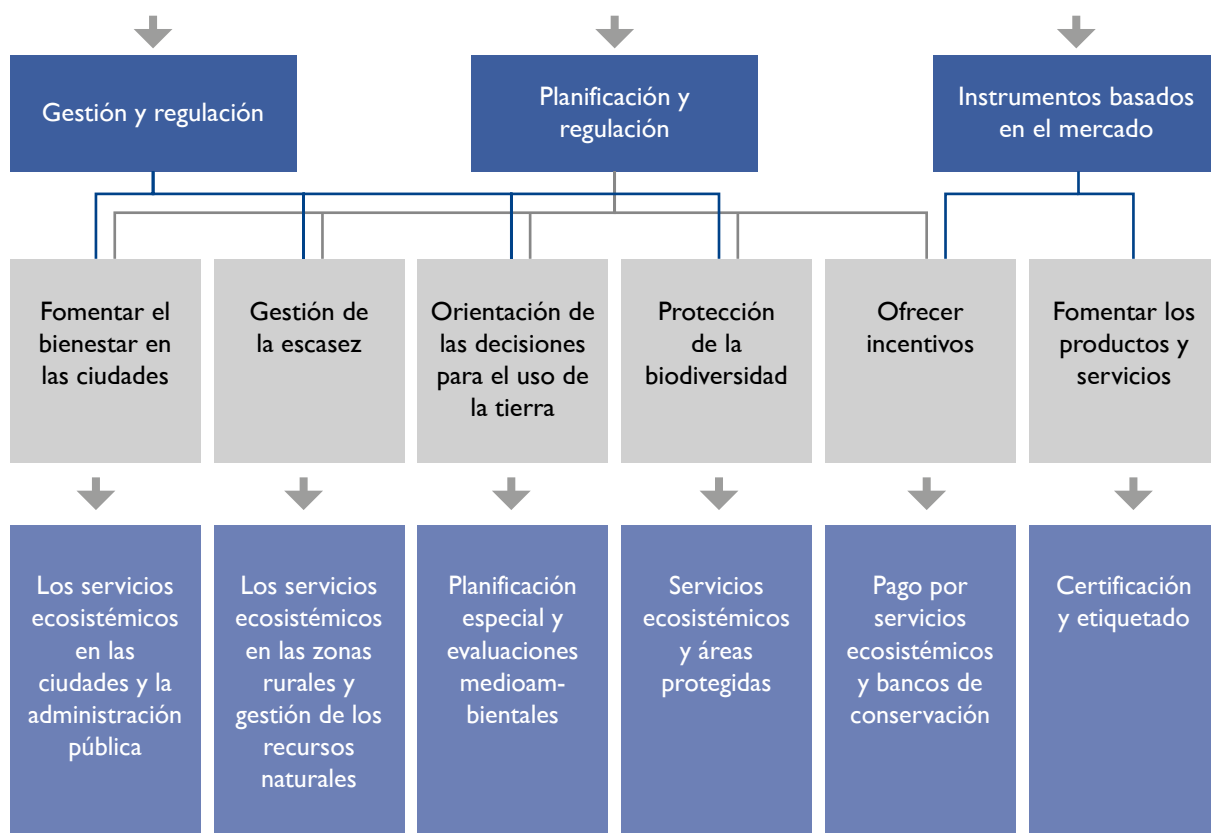 Gestión y regulación
Planificación y
regulación
Instrumentos basados
en el mercado
Fomentar el
bienestar en
las ciudades
Gestión de
la escasez
Orientación de
las decisiones
para el uso de
la tierra
Protección
de la
biodiversidad
Ofrecer
incentivos
Fomentar los
productos y
servicios
Los servicios
ecosistémicos
en las
ciudades y la
administración
pública
Los servicios
ecosistémicos
en las zonas
rurales y
gestión de los
recursos
naturales
Planificación
especial y
evaluaciones
medioam-
bientales
Servicios
ecosistémicos
y áreas
protegidas
Pago por
servicios
ecosistémicos
y bancos de
conservación
Certificación
y etiquetado